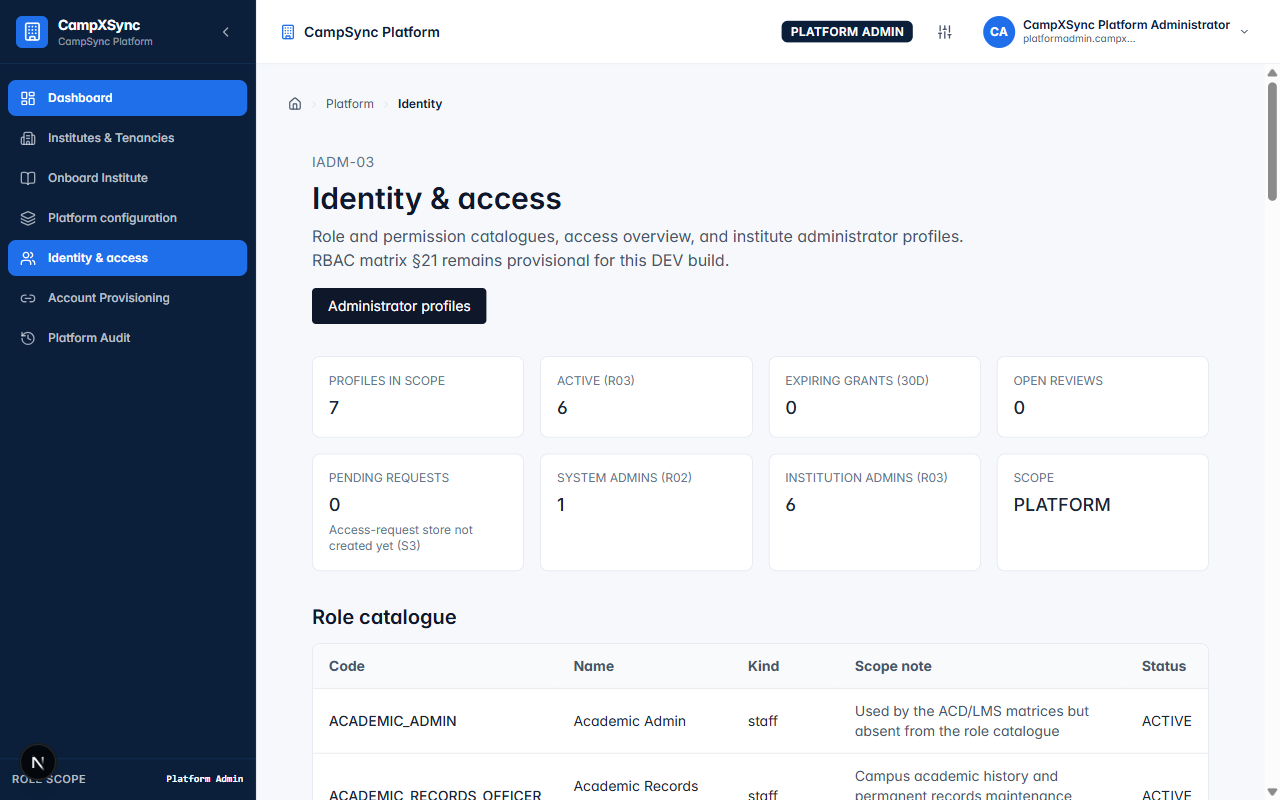 CampXSync
CampSync Platform
Dashboard
Institutes & Tenancies
Onboard Institute
Platform configuration
Identity & access
Account Provisioning
Platform Audit
N
ROLE SCOPE
Platform Admin
CampSync Platform
PLATFORM ADMIN
CA
CampXSync Platform Administrator
platformadmin.campx...
Platform
Identity
IADM-03
Identity & access
Role and permission catalogues, access overview, and institute administrator profiles.
RBAC matrix §21 remains provisional for this DEV build.
Administrator profiles
PROFILES IN SCOPE
7
ACTIVE (R03)
6
EXPIRING GRANTS (30D)
0
OPEN REVIEWS
0
PENDING REQUESTS
0
Access-request store not
created yet (S3)
SYSTEM ADMINS (R02)
1
INSTITUTION ADMINS (R03)
6
SCOPE
PLATFORM
Role catalogue
Code Name Kind Scope note Status
ACADEMIC_ADMIN Academic Admin staff Used by the ACD/LMS matrices but
absent from the role catalogue ACTIVE
Academic Records Campus academic history and
ACADEMIC_RECORDS_OFFICER staff permanent records maintenance ACTIVE